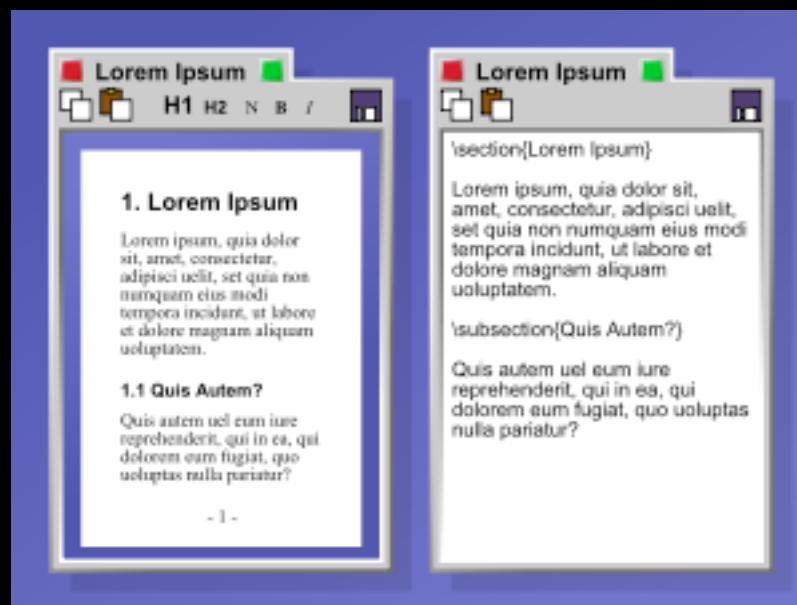 Lorem Ipsum
H1 H2 N B I
1. Lorem Ipsum
Lorem ipsum, quia dolor
sit, amet, consectetur,
adipisci uelit, set quia non
numquam eius modi
tempora incidunt, ut labore
et dolore magnam aliquam
uoluptatem.
1.1 Quis Autem?
Quis autem uel eum iure
reprehenderit, qui in ea, qui
dolorem eum fugiat, quo
uoluptas nulla pariatur?
- 1 -
Lorem Ipsum
\section{Lorem Ipsum}
Lorem ipsum, quia dolor sit,
amet, consectetur, adipisci uelit,
set quia non numquam eius modi
tempora incidunt, ut labore et
dolore magnam aliquam
uoluptatem.
\subsection{Quis Autem?}
Quis autem uel eum iure
reprehenderit, qui in ea, qui
dolorem eum fugiat, quo uoluptas
nulla pariatur?